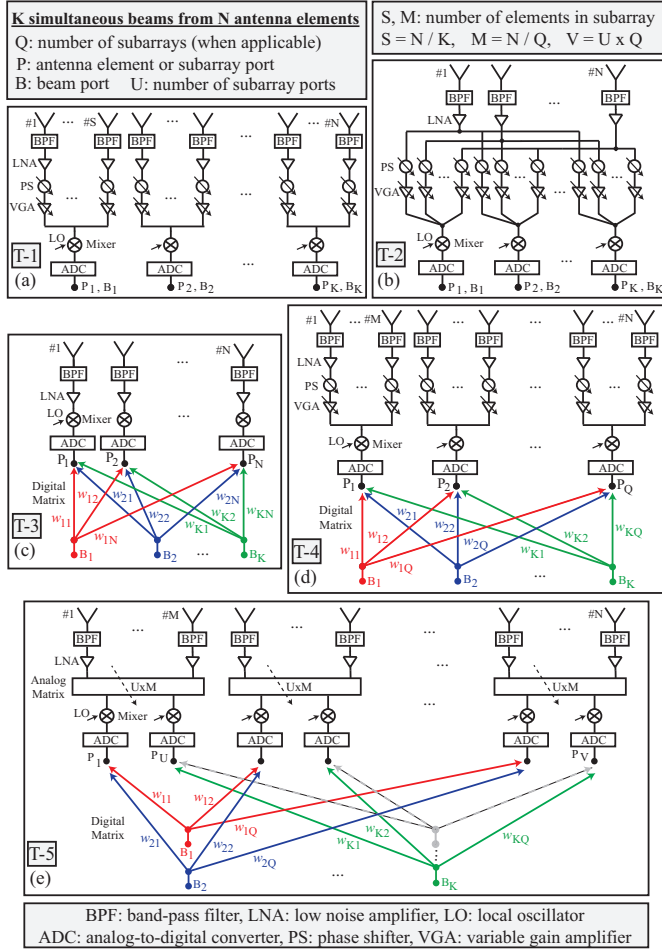 K simultaneous beams from N antenna elements
Q: number of subarrays (when applicable)
P: antenna element or subarray port
B: beam port U: number of subarray ports
S, M: number of elements in subarray
S = N / K, M = N / Q, V = U x Q
#1 ... #S ... ... #N
BPF BPF BPF BPF BPF BPF
LNA
PS ... ... ...
VGA
LO Mixer ...
T-1 ADC ADC ADC
(a) P1, B1 P2, B2 PK, BK
#1 #N
BPF BPF BPF
LNA ...
PS
... ... ...
VGA
LO Mixer ...
T-2 ADC ADC ADC
(b) P1, B1 P2, B2 PK, BK
#1 ... #N
BPF BPF BPF
LNA
LO Mixer ...
ADC ADC ADC
P1 P2 PN
Digital Matrix
w11 w12 w21 w22 w2N wK1 wK2 wKN
w1N
T-3
(c) B1 B2 ... BK
#1 ... #M ... ... #N
BPF BPF BPF BPF BPF BPF
LNA
PS ... ... ...
VGA
LO Mixer ...
ADC ADC ADC
P1 P2 PQ
Digital Matrix
w11 w12 w21 w22 w2Q wK1 wK2 wKQ
w1Q
T-4
(d) B1 B2 ... BK
#1 ... #M ... ... ... #N
BPF BPF BPF BPF BPF BPF
LNA
Analog Matrix UxM UxM ... UxM
LO Mixer
ADC ADC ADC ADC ADC ADC
P1 PU ... PV
w11 w12
Digital Matrix w21 w22 w1Q w2Q wK1 wK2 wKQ
T-5 B1
(e) B2 ... BK
BPF: band-pass filter, LNA: low noise amplifier, LO: local oscillator
ADC: analog-to-digital converter, PS: phase shifter, VGA: variable gain amplifier